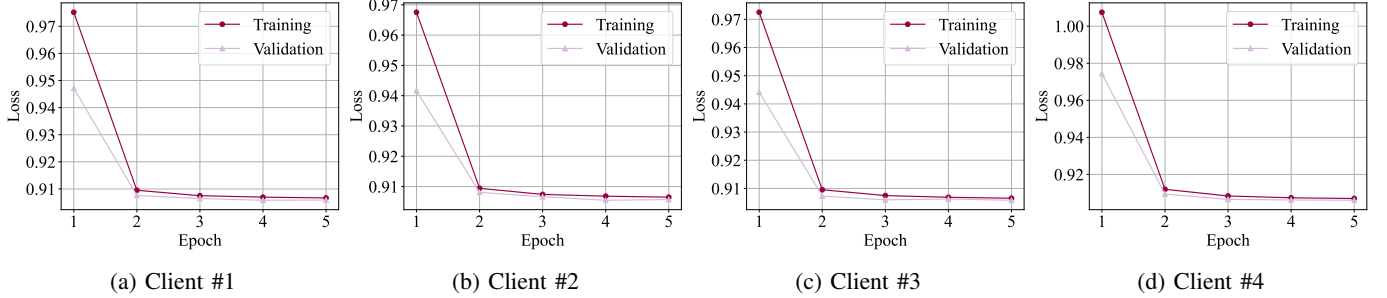 0.97
0.96
0.95
0.94
0.93
0.92
0.91
Loss
1 2 3 4 5
Epoch
Training
Validation
(a) Client #1
0.97
0.96
0.95
0.94
0.93
0.92
0.91
Loss
1 2 3 4 5
Epoch
Training
Validation
(b) Client #2
0.97
0.96
0.95
0.94
0.93
0.92
0.91
Loss
1 2 3 4 5
Epoch
Training
Validation
(c) Client #3
1.00
0.98
0.96
0.94
0.92
Loss
1 2 3 4 5
Epoch
Training
Validation
(d) Client #4